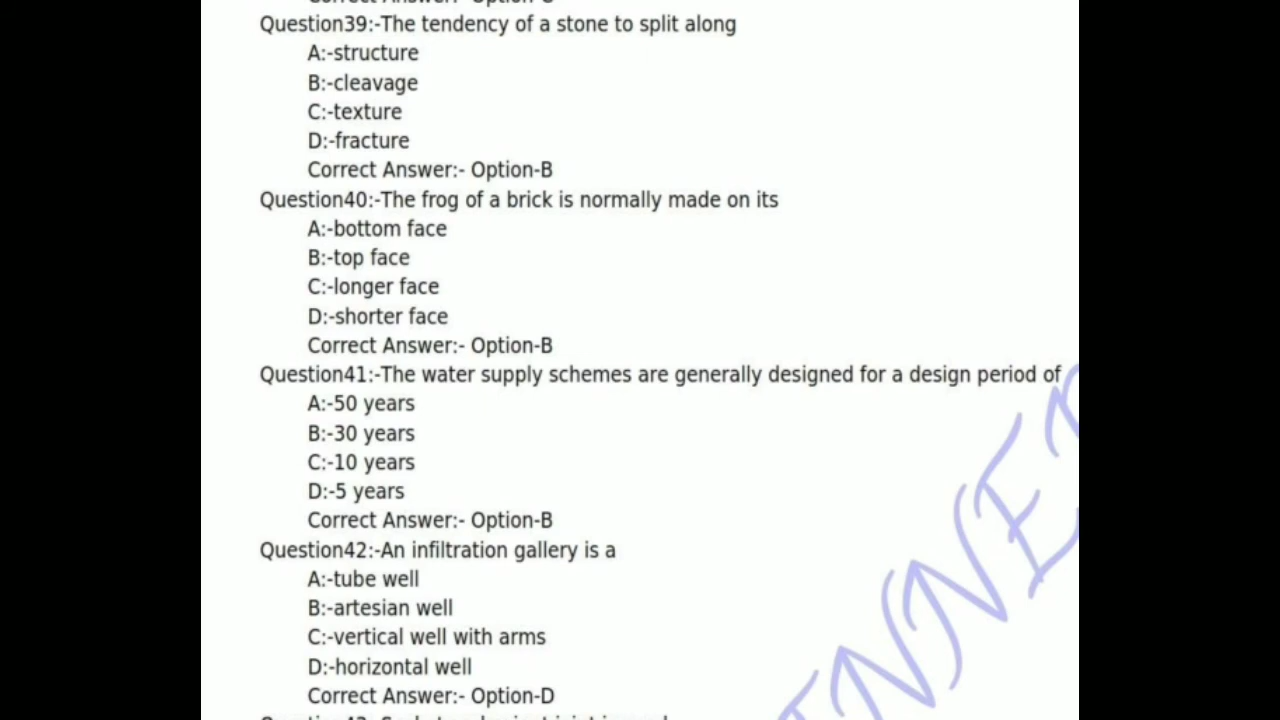 Question39:-The tendency of a stone to split along
A:-structure
B:-cleavage
C:-texture
D:-fracture
Correct Answer:- Option-B
Question40:-The frog of a brick is normally made on its
A:-bottom face
B:-top face
C:-longer face
D:-shorter face
Correct Answer:- Option-B
Question41:-The water supply schemes are generally designed for a design period of
A:-50 years
B:-30 years
C:-10 years
D:-5 years
Correct Answer:- Option-B
Question42:-An infiltration gallery is a
A:-tube well
B:-artesian well
C:-vertical well with arms
D:-horizontal well
Correct Answer:- Option-D